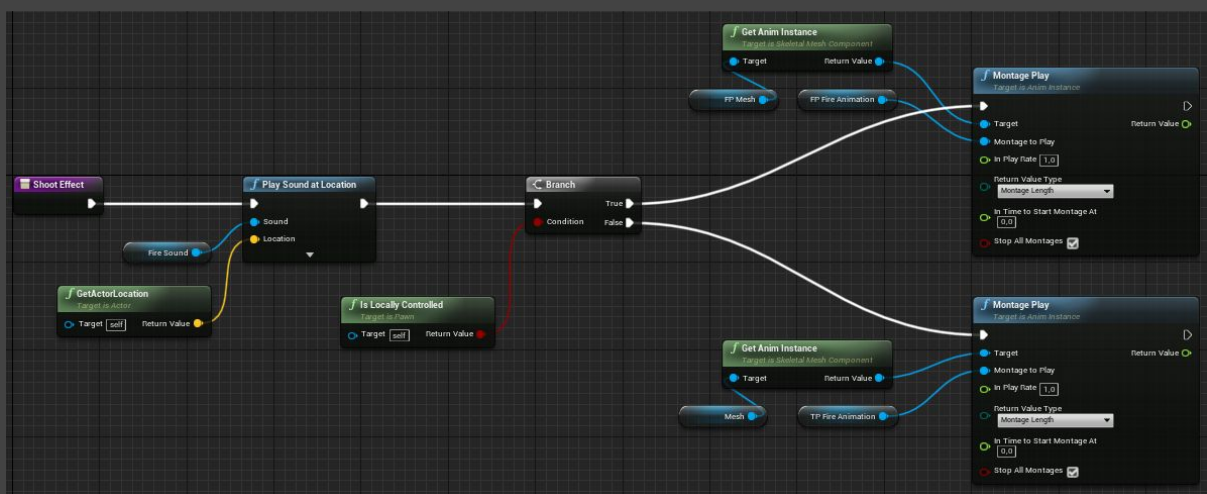 Shoot Effect
Play Sound at Location
Sound
Location
Fire Sound
GetActorLocation
Target is Actor
Target self Return Value
Is Locally Controlled
Target is Pawn
Target self Return Value
Branch
True
Condition False
Get Anim Instance
Target is Skeletal Mesh Component
Target Return Value
FP Mesh
FP Fire Animation
Montage Play
Target is Anim Instance
Target Return Value
Montage to Play
In Play Rate 1,0
Return Value Type
Montage Length
In Time to Start Montage At
0,0
Stop All Montages
Get Anim Instance
Target is Skeletal Mesh Component
Target Return Value
Mesh
TP Fire Animation
Montage Play
Target is Anim Instance
Target Return Value
Montage to Play
In Play Rate 1,0
Return Value Type
Montage Length
In Time to Start Montage At
0,0
Stop All Montages